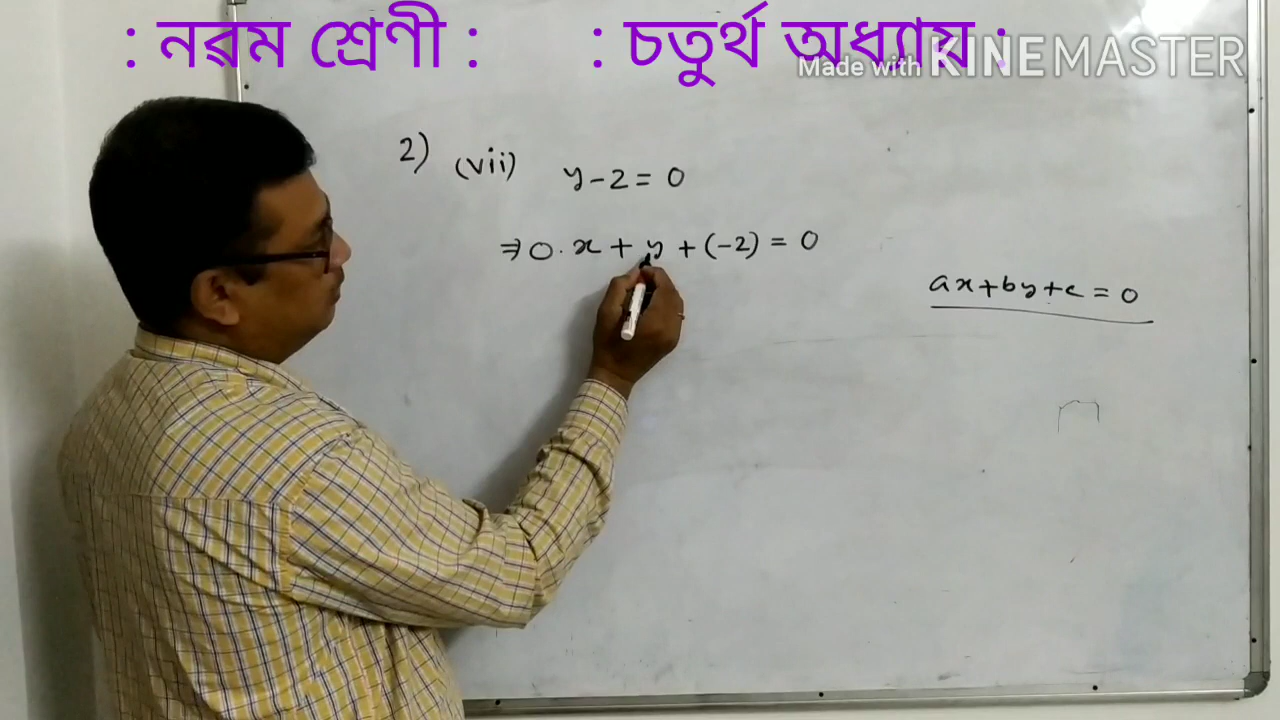 : নৱম শ্ৰেণী : : চতুৰ্থ অধ্যায় :
Made with KINEMASTER
2) (vii) y-2=0
⇒ 0.x + y + (-2) = 0
ax+by+c=0